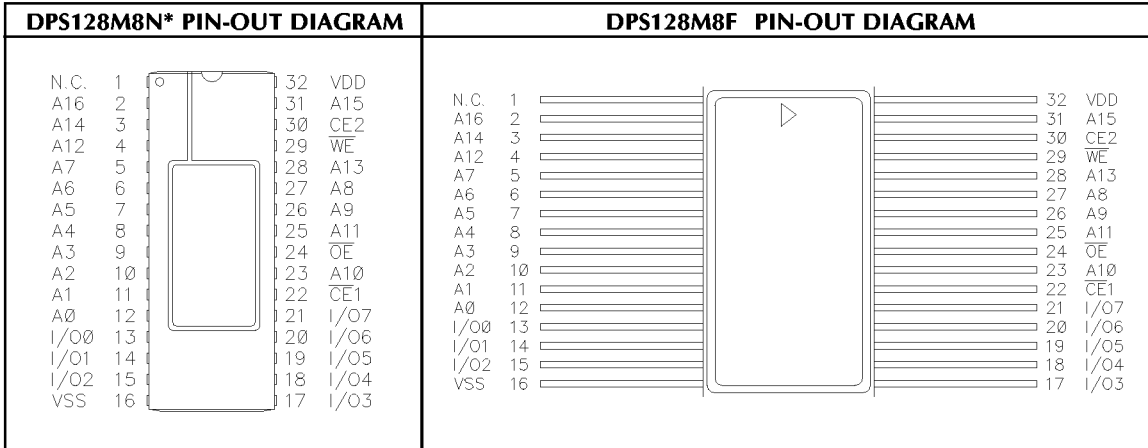 DPS128M8N* PIN-OUT DIAGRAM
N.C. 1 32 VDD
A16 2 31 A15
A14 3 30 CE2
A12 4 29 W̅E̅
A7 5 28 A13
A6 6 27 A8
A5 7 26 A9
A4 8 25 A11
A3 9 24 O̅E̅
A2 10 23 A10
A1 11 22 C̅E̅1
A0 12 21 I/O7
I/O0 13 20 I/O6
I/O1 14 19 I/O5
I/O2 15 18 I/O4
VSS 16 17 I/O3
DPS128M8F PIN-OUT DIAGRAM
N.C. 1 32 VDD
A16 2 31 A15
A14 3 30 CE2
A12 4 29 W̅E̅
A7 5 28 A13
A6 6 27 A8
A5 7 26 A9
A4 8 25 A11
A3 9 24 O̅E̅
A2 10 23 A10
A1 11 22 C̅E̅1
A0 12 21 I/O7
I/O0 13 20 I/O6
I/O1 14 19 I/O5
I/O2 15 18 I/O4
VSS 16 17 I/O3